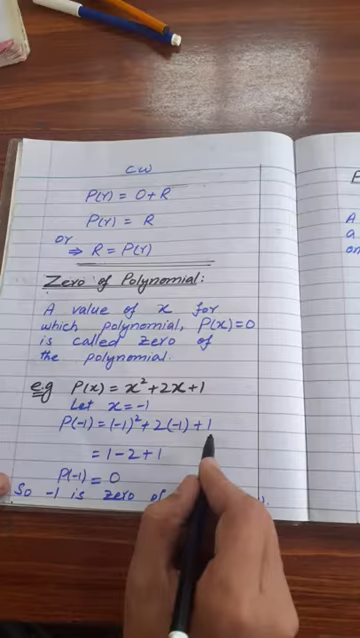 CW
P(r) = 0 + R
P(r) = R
or
⇒ R = P(r)
Zero of Polynomial:
A value of x for
which polynomial, P(x)=0
is called zero of
the polynomial.
e.g P(x) = x² + 2x + 1
Let x = -1
P(-1) = (-1)² + 2(-1) + 1
= 1 - 2 + 1
P(-1) = 0
So -1 is zero of
A
a
on